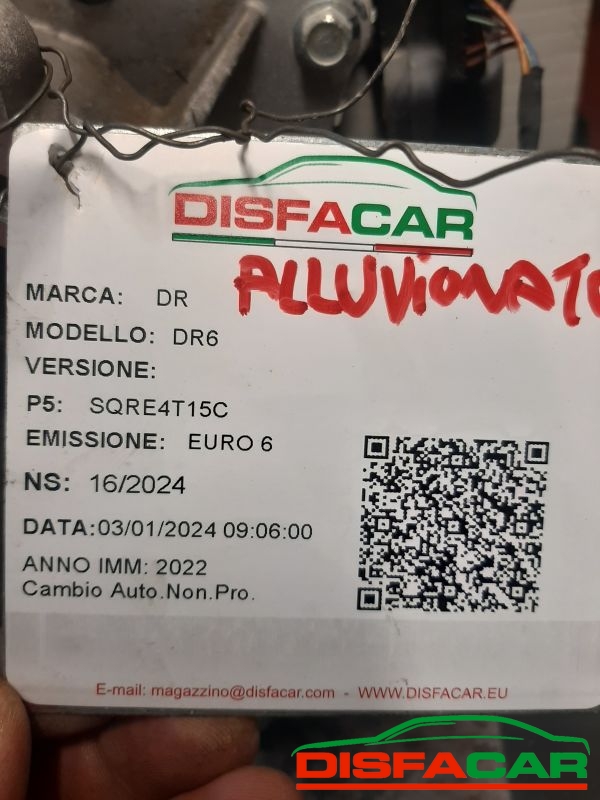 DISFACAR
ALLUVIONATO
MARCA: DR
MODELLO: DR6
VERSIONE:
P5: SQRE4T15C
EMISSIONE: EURO 6
NS: 16/2024
DATA:03/01/2024 09:06:00
ANNO IMM: 2022
Cambio Auto.Non.Pro.
E-mail: magazzino@disfacar.com - WWW.DISFACAR.EU
DISFACAR